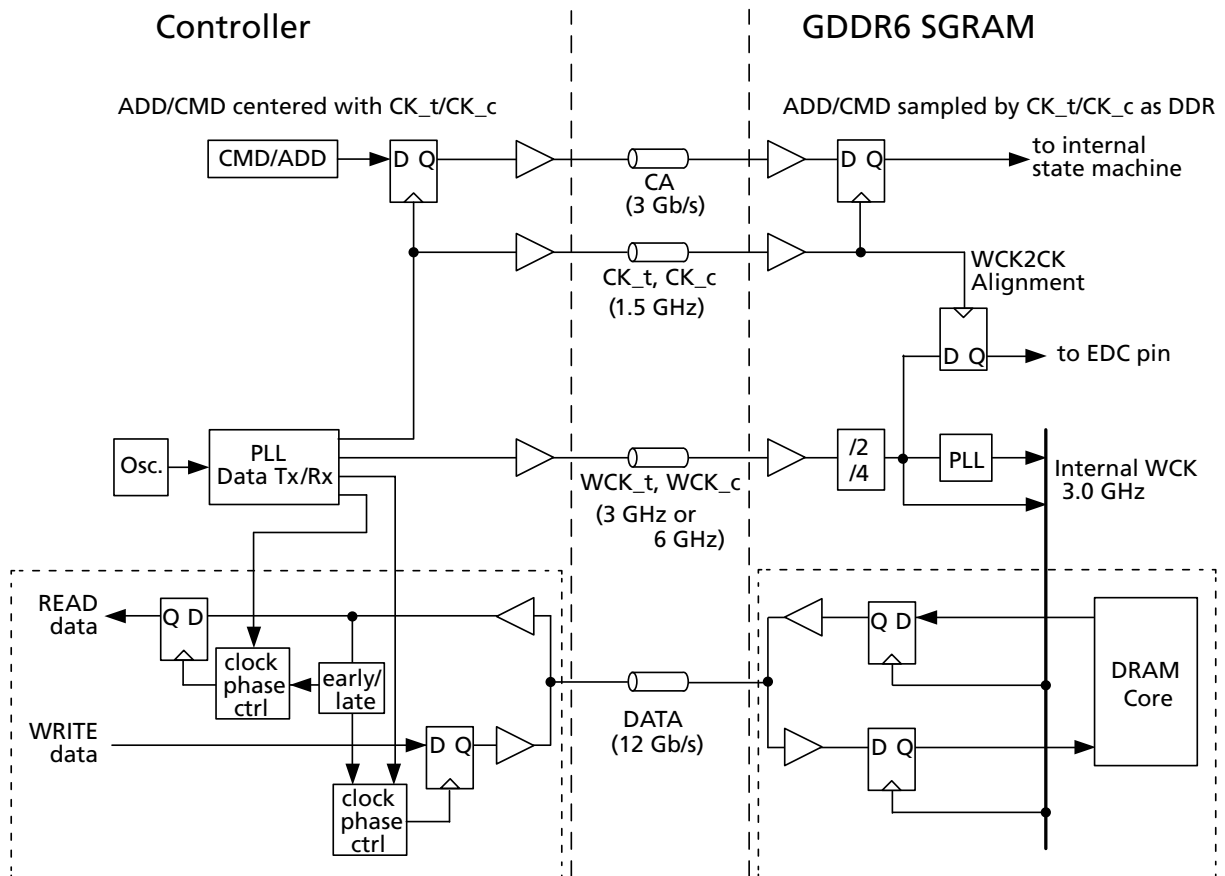 Controller
GDDR6 SGRAM
ADD/CMD centered with CK_t/CK_c
ADD/CMD sampled by CK_t/CK_c as DDR
CMD/ADD
D Q
CA
(3 Gb/s)
D Q
to internal
state machine
CK_t, CK_c
(1.5 GHz)
WCK2CK
Alignment
D Q
to EDC pin
Osc.
PLL
Data Tx/Rx
WCK_t, WCK_c
(3 GHz or
6 GHz)
/2
/4
PLL
Internal WCK
3.0 GHz
READ
data
Q D
clock
phase
ctrl
early/
late
WRITE
data
D Q
clock
phase
ctrl
DATA
(12 Gb/s)
Q D
D Q
DRAM
Core